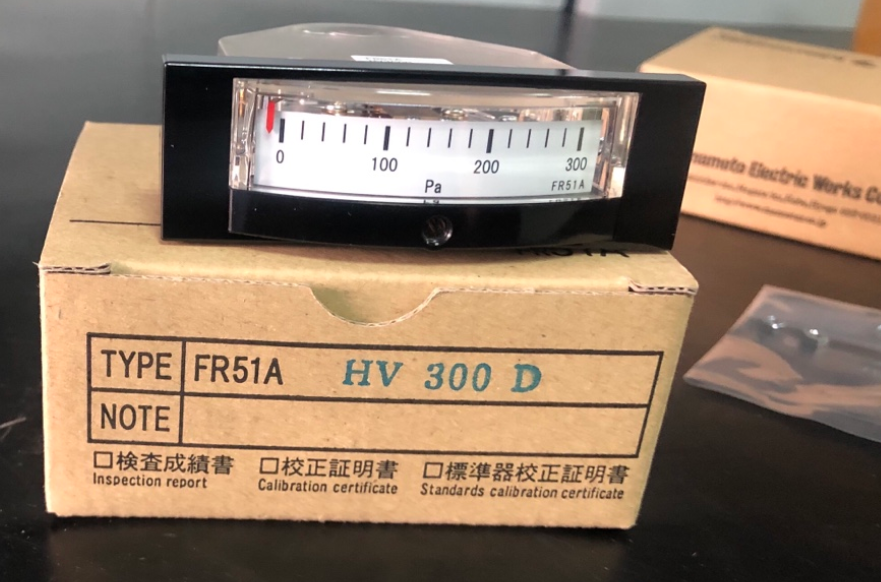 0 100 200 300
Pa
FR51A
Electric Works
TYPE FR51A HV 300 D
NOTE
☐検査成績書 ☐校正証明書 ☐標準器校正証明書
Inspection report Calibration certificate Standards calibration certificate